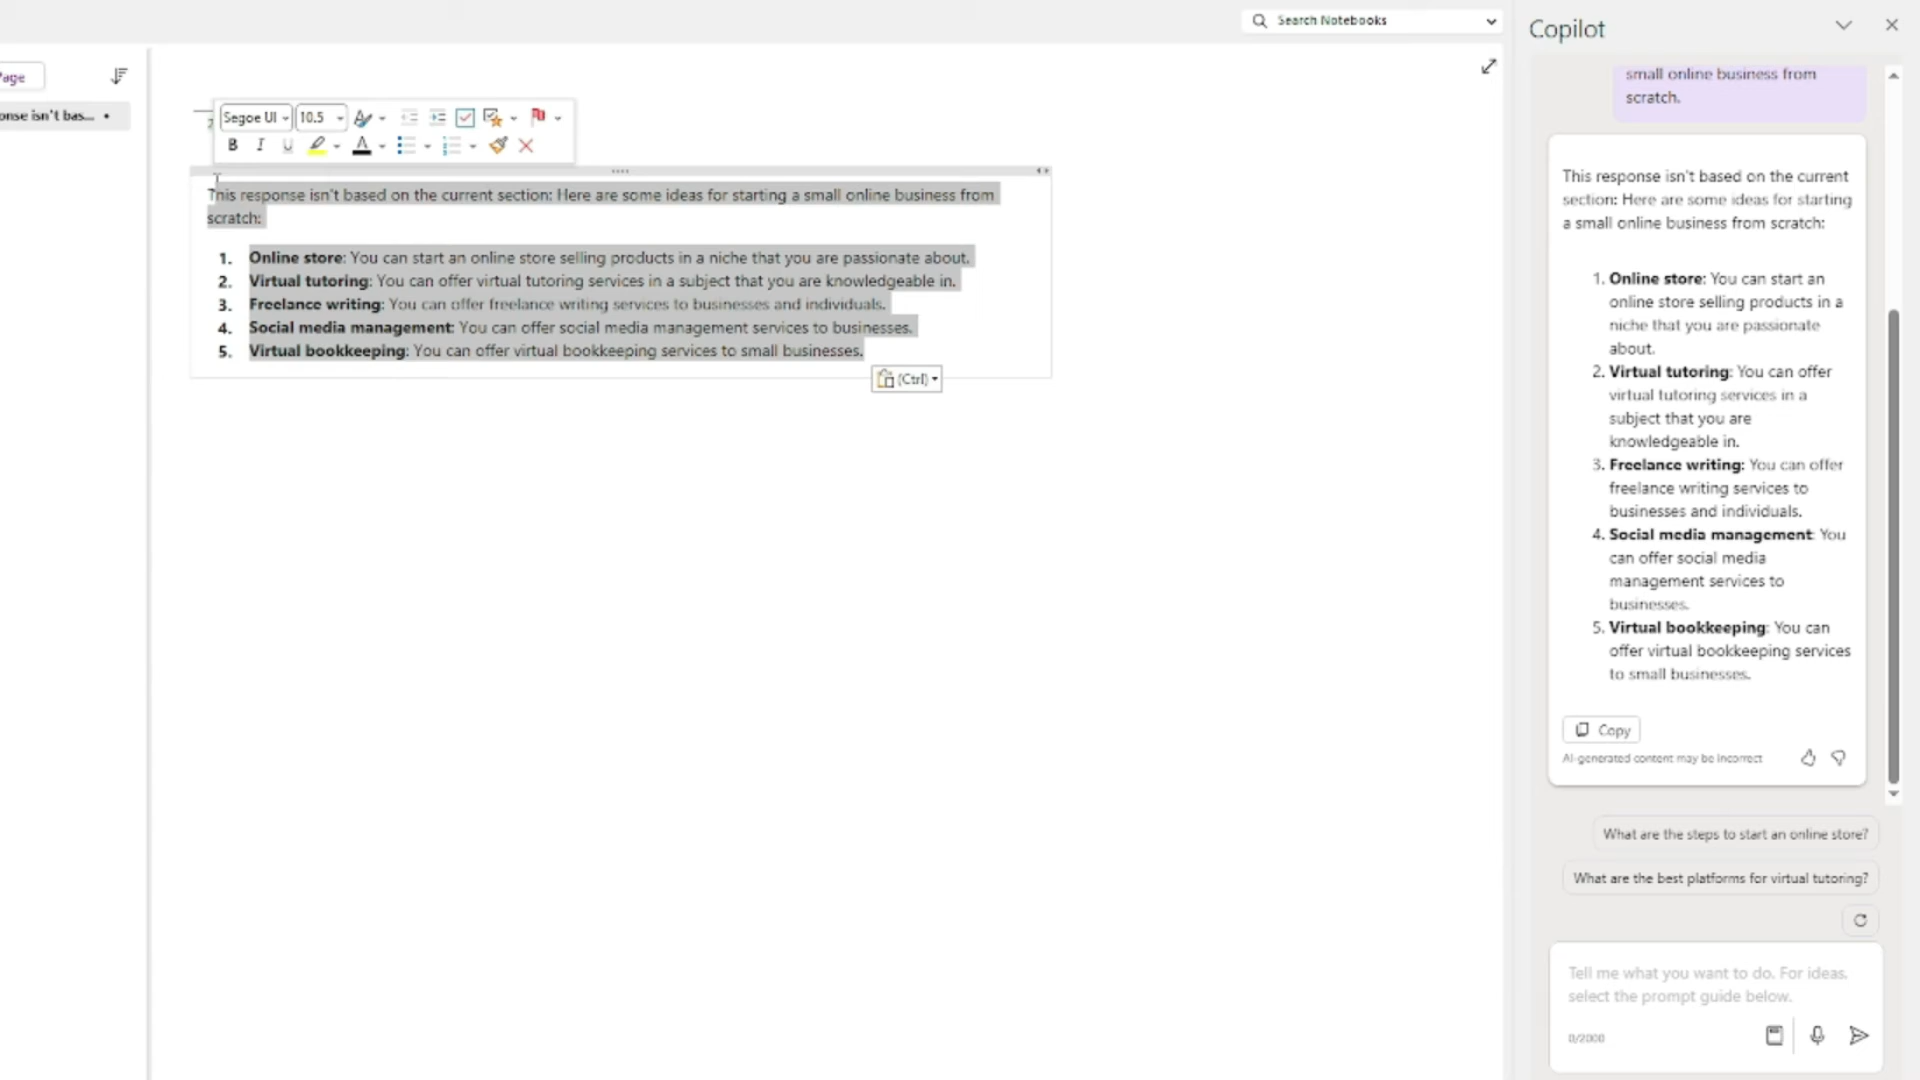 Search Notebooks
Copilot
Page
onse isn't bas...
Segoe UI
10.5
B I U A
This response isn't based on the current section: Here are some ideas for starting a small online business from
scratch:
1. Online store: You can start an online store selling products in a niche that you are passionate about.
2. Virtual tutoring: You can offer virtual tutoring services in a subject that you are knowledgeable in.
3. Freelance writing: You can offer freelance writing services to businesses and individuals.
4. Social media management: You can offer social media management services to businesses.
5. Virtual bookkeeping: You can offer virtual bookkeeping services to small businesses.
(Ctrl)
small online business from
scratch.
This response isn't based on the current
section: Here are some ideas for starting
a small online business from scratch:
1. Online store: You can start an
online store selling products in a
niche that you are passionate
about.
2. Virtual tutoring: You can offer
virtual tutoring services in a
subject that you are
knowledgeable in.
3. Freelance writing: You can offer
freelance writing services to
businesses and individuals.
4. Social media management: You
can offer social media
management services to
businesses.
5. Virtual bookkeeping: You can
offer virtual bookkeeping services
to small businesses.
Copy
AI-generated content may be incorrect
What are the steps to start an online store?
What are the best platforms for virtual tutoring?
Tell me what you want to do. For ideas,
select the prompt guide below.
0/2000